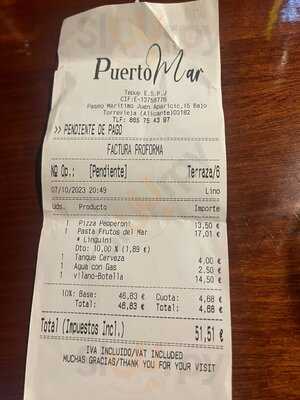 Puerto Mar
Teque E.S.P.J
CIF:E-13758778
Paseo Maritimo Juan Aparicio,15 Bajo
Torrevieja (Alicante)03182
TLF: 865 75 43 97
>> PENDIENTE DE PAGO
FACTURA PROFORMA
Nº Op.: [Pendiente] Terraza/6
07/10/2023 20:49 Lino
Uds. Producto Importe
1 Pizza Pepperoni 13,50 €
1 Pasta Frutos del Mar 17,01 €
* Linguini
Dto: 10,00 % (1,89 €)
1 Tanque Cerveza 4,00 €
1 Agua con Gas 2,50 €
1 Vilano-Botella 14,50 €
10% Base: 46,83 € Cuota: 4,68 €
Total: 46,83 € Total: 4,68 €
Total (Impuestos Incl.) 51,51 €
IVA INCLUIDO/VAT INCLUDED
MUCHAS GRACIAS/THANK YOU FOR YOUR VISIT